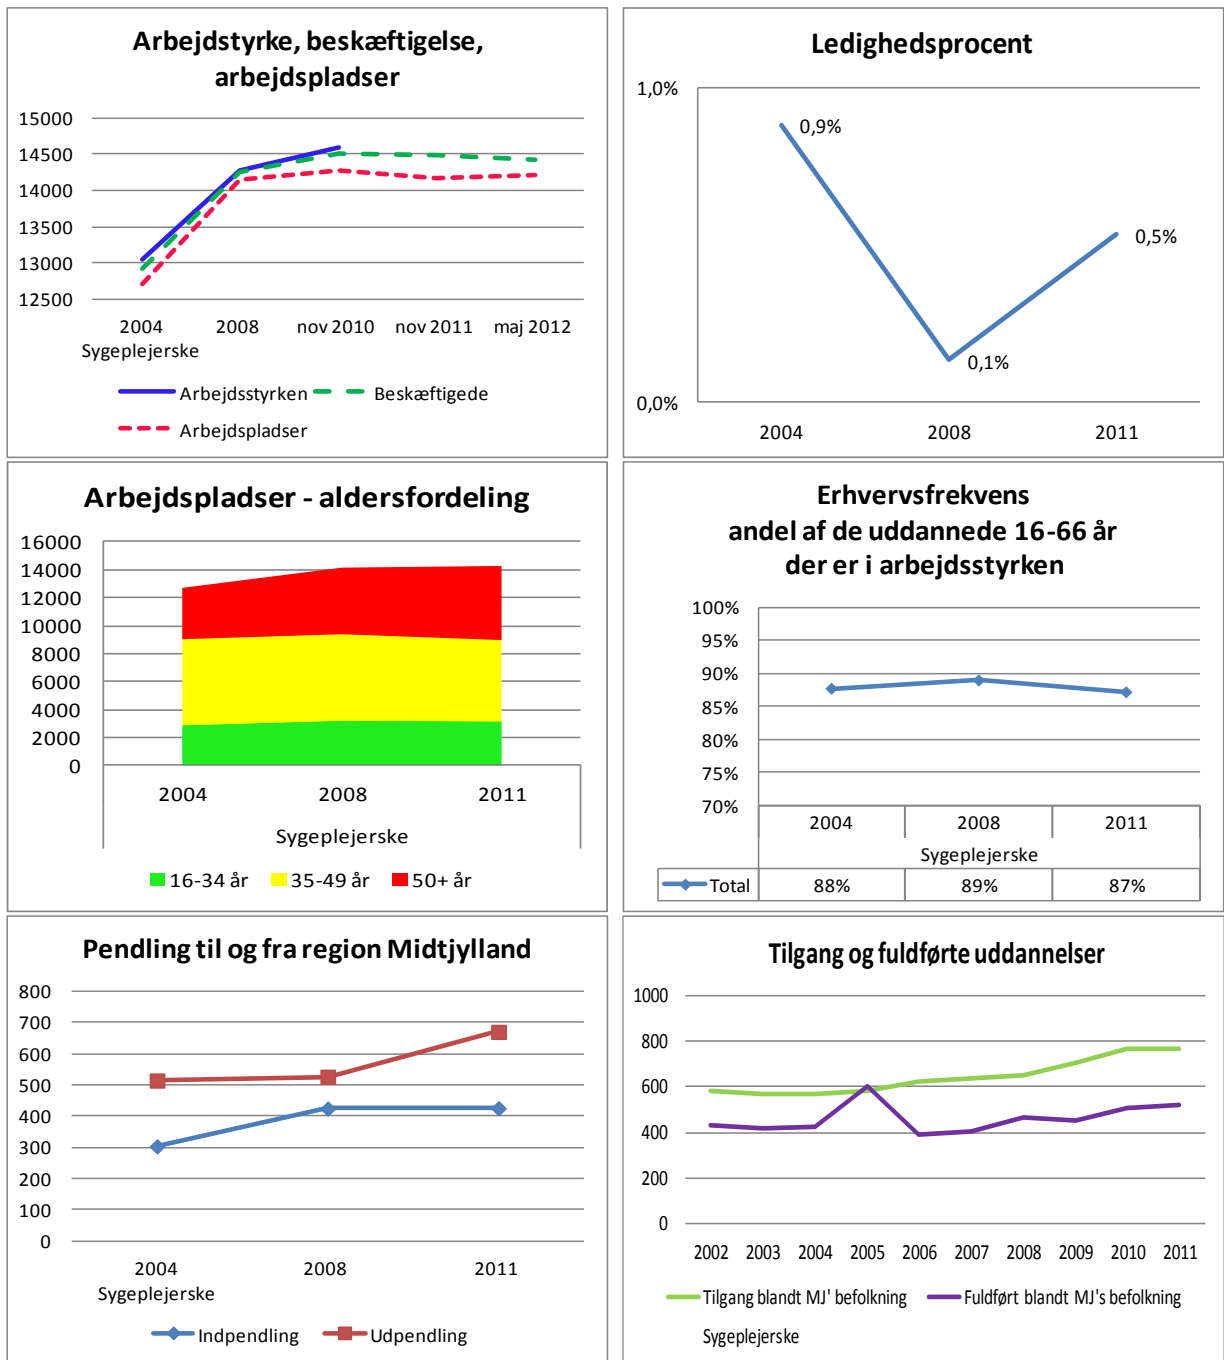 Arbejdstyrke, beskæftigelse,
arbejdspladser
15000
14500
14000
13500
13000
12500
2004 2008 nov 2010 nov 2011 maj 2012
Sygeplejerske
Arbejdsstyrken Beskæftigede
Arbejdspladser
Ledighedsprocent
1,0%
0,9%
0,5%
0,1%
0,0%
2004 2008 2011
Arbejdspladser - aldersfordeling
16000
14000
12000
10000
8000
6000
4000
2000
0
2004 2008 2011
Sygeplejerske
16-34 år 35-49 år 50+ år
Erhvervsfrekvens
andel af de uddannede 16-66 år
der er i arbejdsstyrken
100%
95%
90%
85%
80%
75%
70%
2004 2008 2011
Sygeplejerske
Total 88% 89% 87%
Pendling til og fra region Midtjylland
800
700
600
500
400
300
200
100
0
2004 2008 2011
Sygeplejerske
Indpendling Udpendling
Tilgang og fuldførte uddannelser
1000
800
600
400
200
0
2002 2003 2004 2005 2006 2007 2008 2009 2010 2011
Tilgang blandt MJ' befolkning Fuldført blandt MJ's befolkning
Sygeplejerske